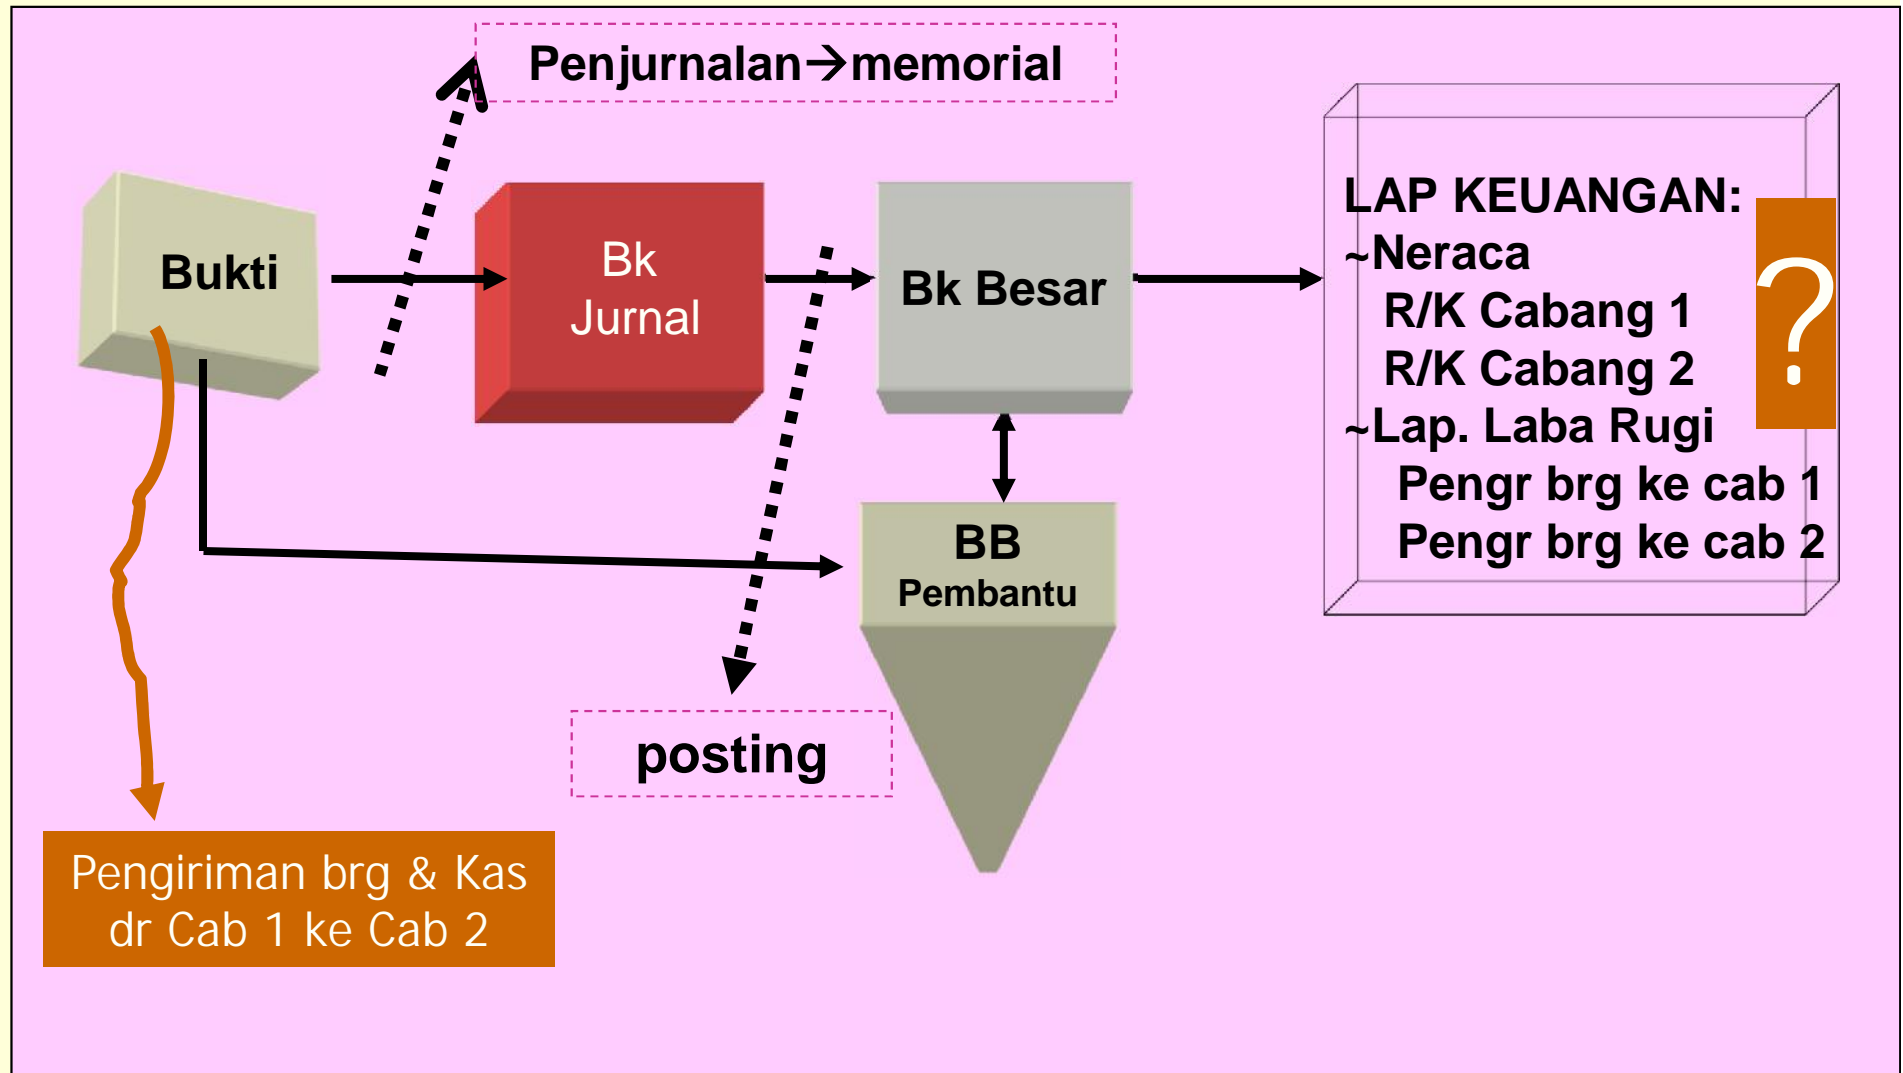 Penjurnalan→memorial
Bukti
Bk
Jurnal
Bk Besar
LAP KEUANGAN:
~Neraca
R/K Cabang 1
R/K Cabang 2
~Lap. Laba Rugi
Pengr brg ke cab 1
Pengr brg ke cab 2
?
BB
Pembantu
posting
Pengiriman brg & Kas
dr Cab 1 ke Cab 2